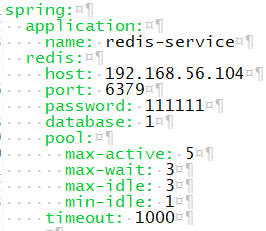 spring:
  application:
    name: redis-service
  redis:
    host: 192.168.56.104
    port: 6379
    password: 111111
    database: 1
    pool:
      max-active: 5
      max-wait: 3
      max-idle: 3
      min-idle: 1
    timeout: 1000